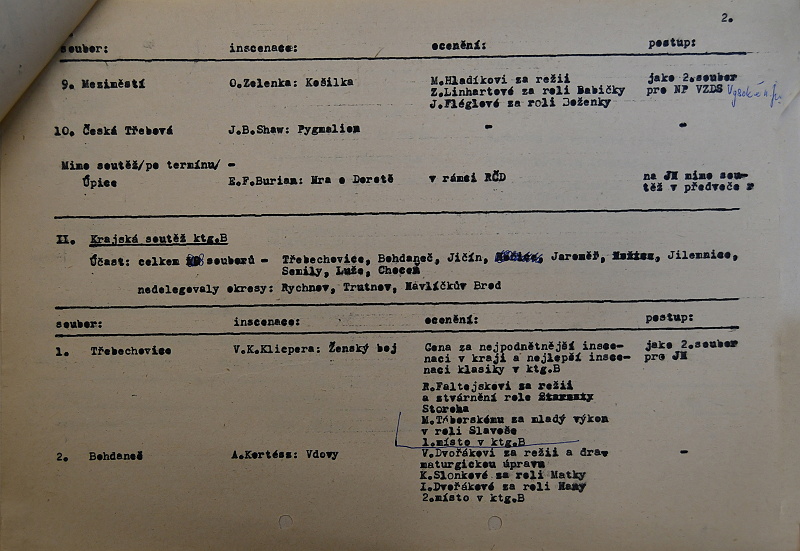 2.
soubor: inscenace: ocenění: postup:
9. Meziměstí O.Zelenka: Košilka M.Hladíkovi za režii jako 2.soubor
Z.Linhartové za roli Babičky pro NP VZDS
J.Fléglové za roli Boženky
10. Česká Třebová J.B.Shaw: Pygmalion - -
Mimo soutěž/po termínu/ -
Úpice E.F.Burian: Hra o Dorotě v rámci RČD na JH mimo sou-
těž v předveče r
II. Krajská soutěž ktg.B
Účast: celkem souborů - Třebechovice, Bohdaneč, Jičín, Jaroměř, Jilemnice,
Semily, Luže, Choceň
nedelegovaly okresy: Rychnov, Trutnov, Havlíčkův Brod
soubor: inscenace: ocenění: postup:
1. Třebechovice V.K.Klicpera: Ženský boj Cena za nejpodnětnější insce- jako 2.soubor
naci v kraji a nejlepší insce- pro JH
naci klasiky v ktg.B
R.Faltejskovi za režii
a ztvárnění role
Storcha
M.Táborskému za mladý výkon
v roli Slavoše
1.místo v ktg.B
2. Bohdaneč A.Kertész: Vdovy V.Dvořákovi za režii a dra -
maturgickou úpravu
K.Slonkové za roli Matky
I.Dvořákové za roli
2.místo v ktg.B